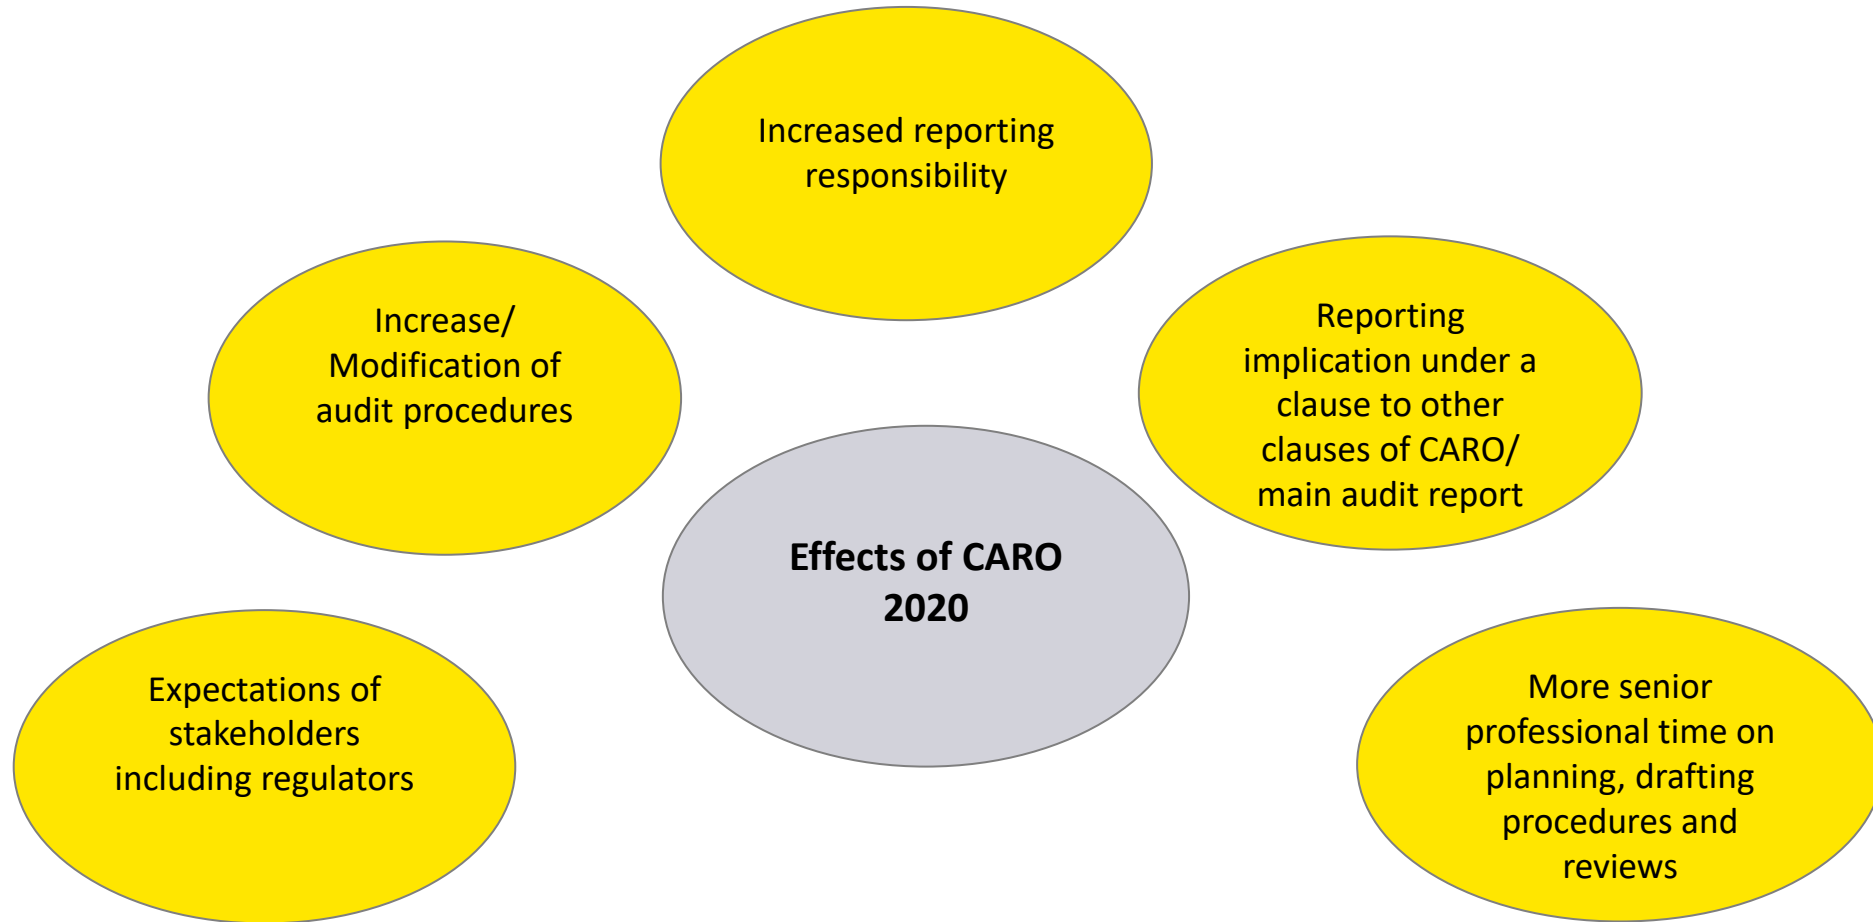 Increased reporting
responsibility
Increase/
Modification of
audit procedures
Reporting
implication under a
clause to other
clauses of CARO/
main audit report
Effects of CARO
2020
Expectations of
stakeholders
including regulators
More senior
professional time on
planning, drafting
procedures and
reviews